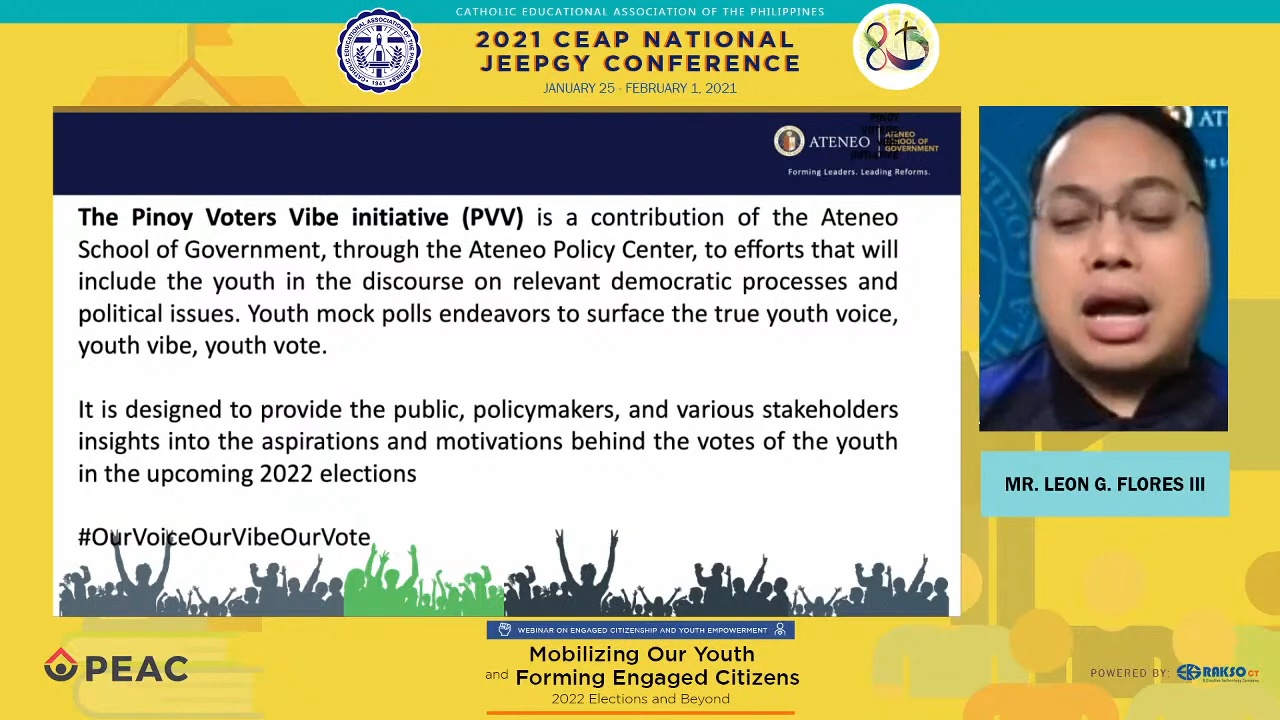 CATHOLIC EDUCATIONAL ASSOCIATION OF THE PHILIPPINES
2021 CEAP NATIONAL
JEEPGY CONFERENCE
JANUARY 25 - FEBRUARY 1, 2021
ATENEO
ATENEO
SCHOOL OF
GOVERNMENT
Forming Leaders. Leading Reforms.
The Pinoy Voters Vibe initiative (PVV) is a contribution of the Ateneo
School of Government, through the Ateneo Policy Center, to efforts that will
include the youth in the discourse on relevant democratic processes and
political issues. Youth mock polls endeavors to surface the true youth voice,
youth vibe, youth vote.
It is designed to provide the public, policymakers, and various stakeholders
insights into the aspirations and motivations behind the votes of the youth
in the upcoming 2022 elections
#OurVoiceOurVibeOurVote
MR. LEON G. FLORES III
WEBINAR ON ENGAGED CITIZENSHIP AND YOUTH EMPOWERMENT
Mobilizing Our Youth
and Forming Engaged Citizens
2022 Elections and Beyond
PEAC
POWERED BY:
RAKSO CT